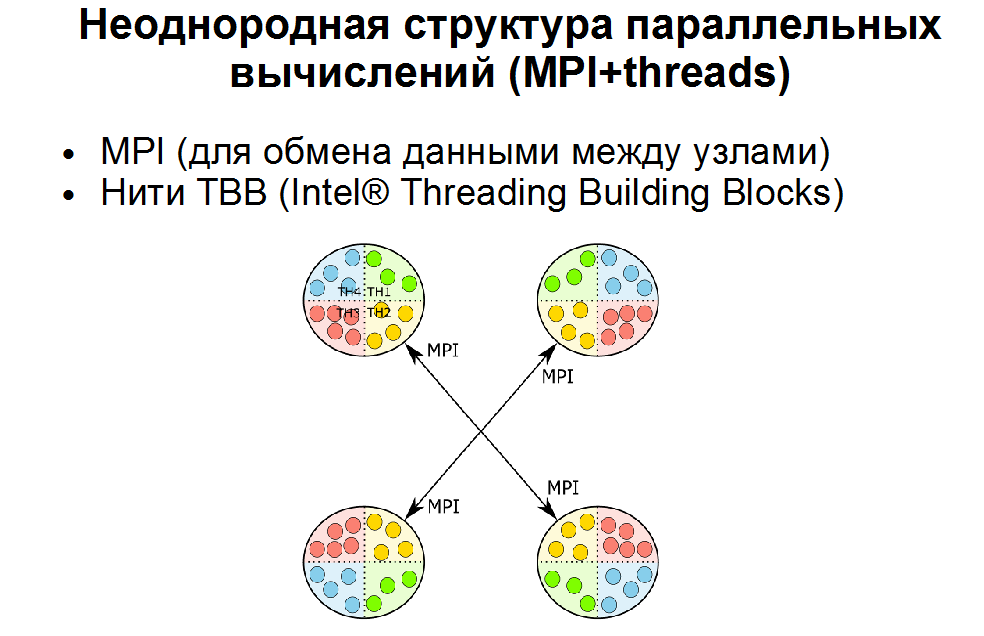 Неоднородная структура параллельных
вычислений (MPI+threads)
• MPI (для обмена данными между узлами)
• Нити TBB (Intel® Threading Building Blocks)
TH4 TH1
TH3 TH2
MPI
MPI
MPI
MPI